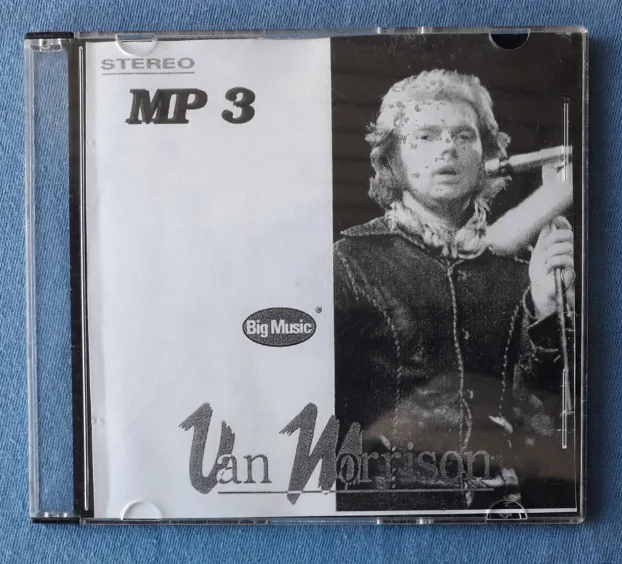 STEREO
MP 3
Big Music ®
Van Morrison